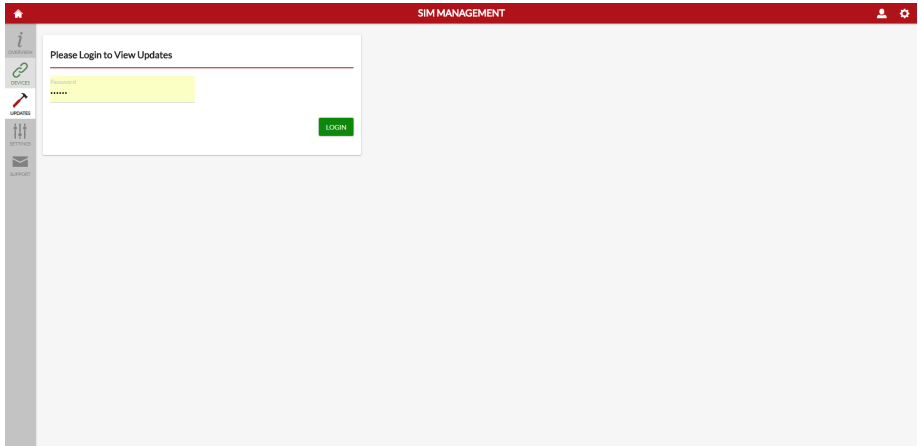 SIM MANAGEMENT
OVERVIEW
DEVICES
UPDATES
SETTINGS
SUPPORT
Please Login to View Updates
Password
••••••
LOGIN